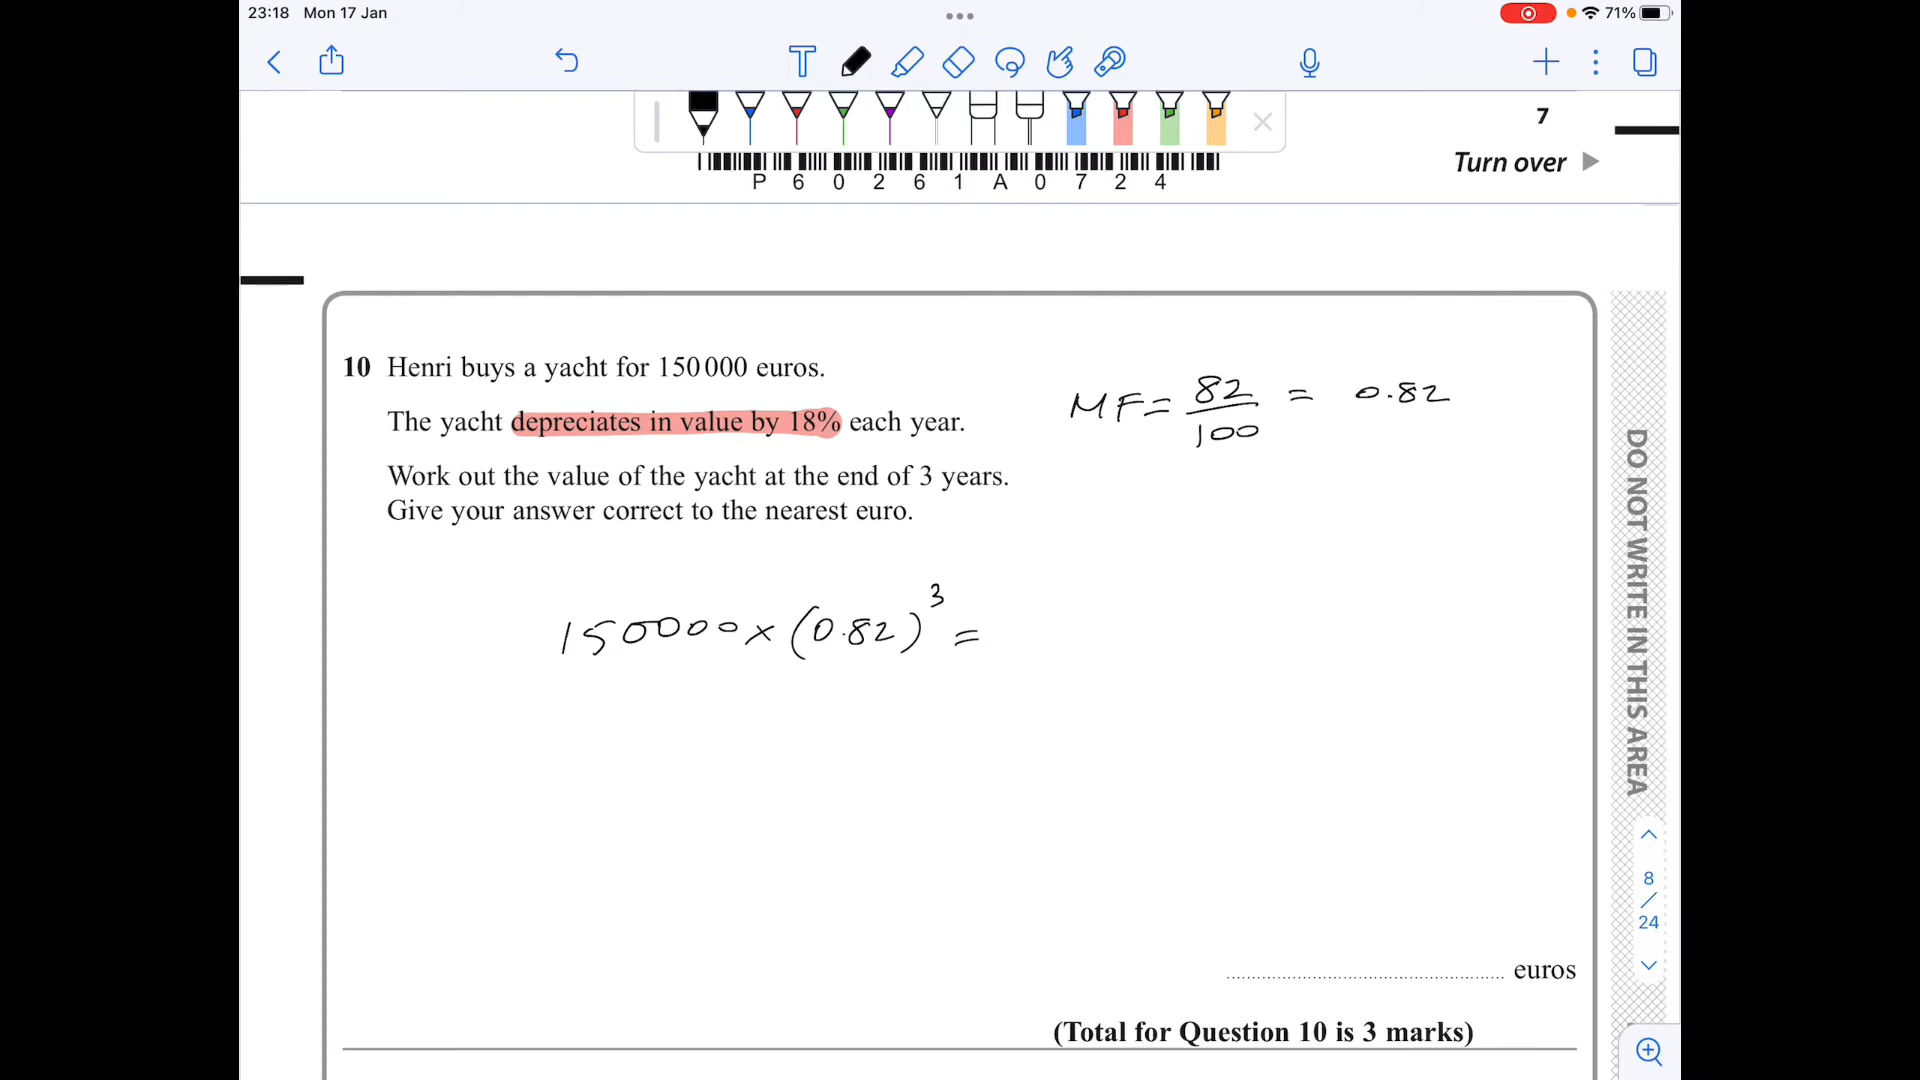 23:18 Mon 17 Jan
71%
T
7
Turn over
P 6 0 2 6 1 A 0 7 2 4
10 Henri buys a yacht for 150 000 euros.
The yacht depreciates in value by 18% each year.
Work out the value of the yacht at the end of 3 years.
Give your answer correct to the nearest euro.
MF = 82/100 = 0.82
150000 × (0.82)³ =
euros
(Total for Question 10 is 3 marks)
DO NOT WRITE IN THIS AREA
8
/
24